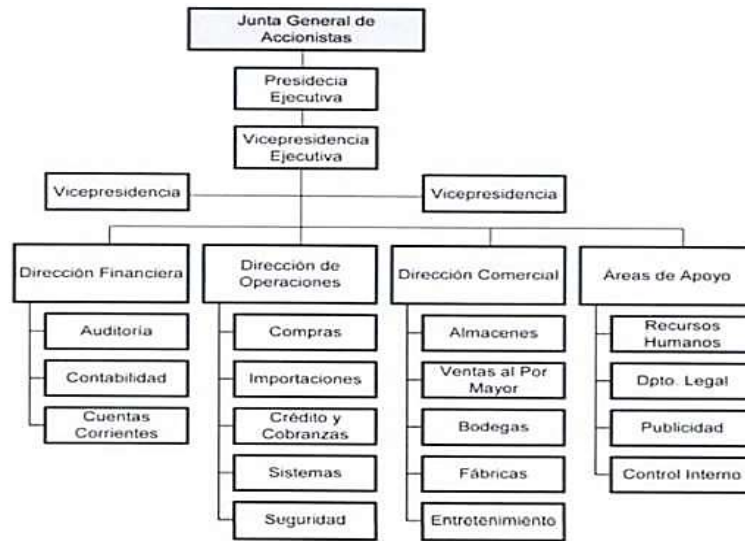 Junta General de
Accionistas
Presidecia
Ejecutiva
Vicepresidencia
Ejecutiva
Vicepresidencia
Vicepresidencia
Dirección Financiera
Auditoría
Contabilidad
Cuentas
Corrientes
Dirección de
Operaciones
Compras
Importaciones
Crédito y
Cobranzas
Sistemas
Seguridad
Dirección Comercial
Almacenes
Ventas al Por
Mayor
Bodegas
Fábricas
Entretenimiento
Áreas de Apoyo
Recursos
Humanos
Dpto. Legal
Publicidad
Control Interno